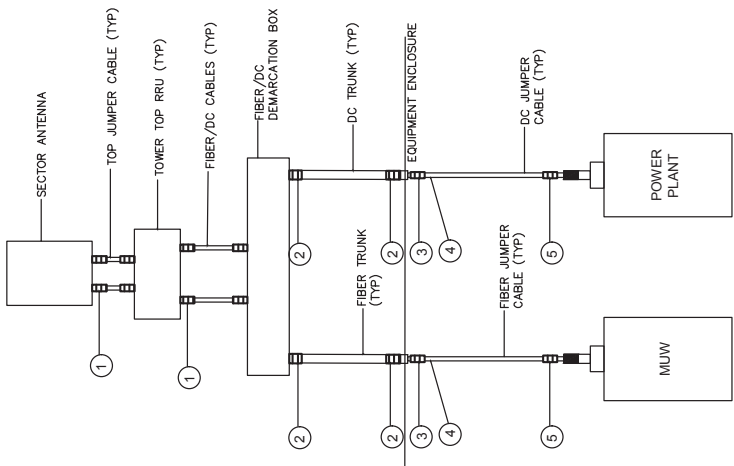 SECTOR ANTENNA
TOP JUMPER CABLE (TYP)
1
TOWER TOP RRU (TYP)
FIBER/DC CABLES (TYP)
1
FIBER/DC
DEMARCATION BOX
2
2
DC TRUNK (TYP)
FIBER TRUNK
(TYP)
2
2
EQUIPMENT ENCLOSURE
3
3
4
4
DC JUMPER
CABLE (TYP)
FIBER JUMPER
CABLE (TYP)
5
5
POWER
PLANT
MUW